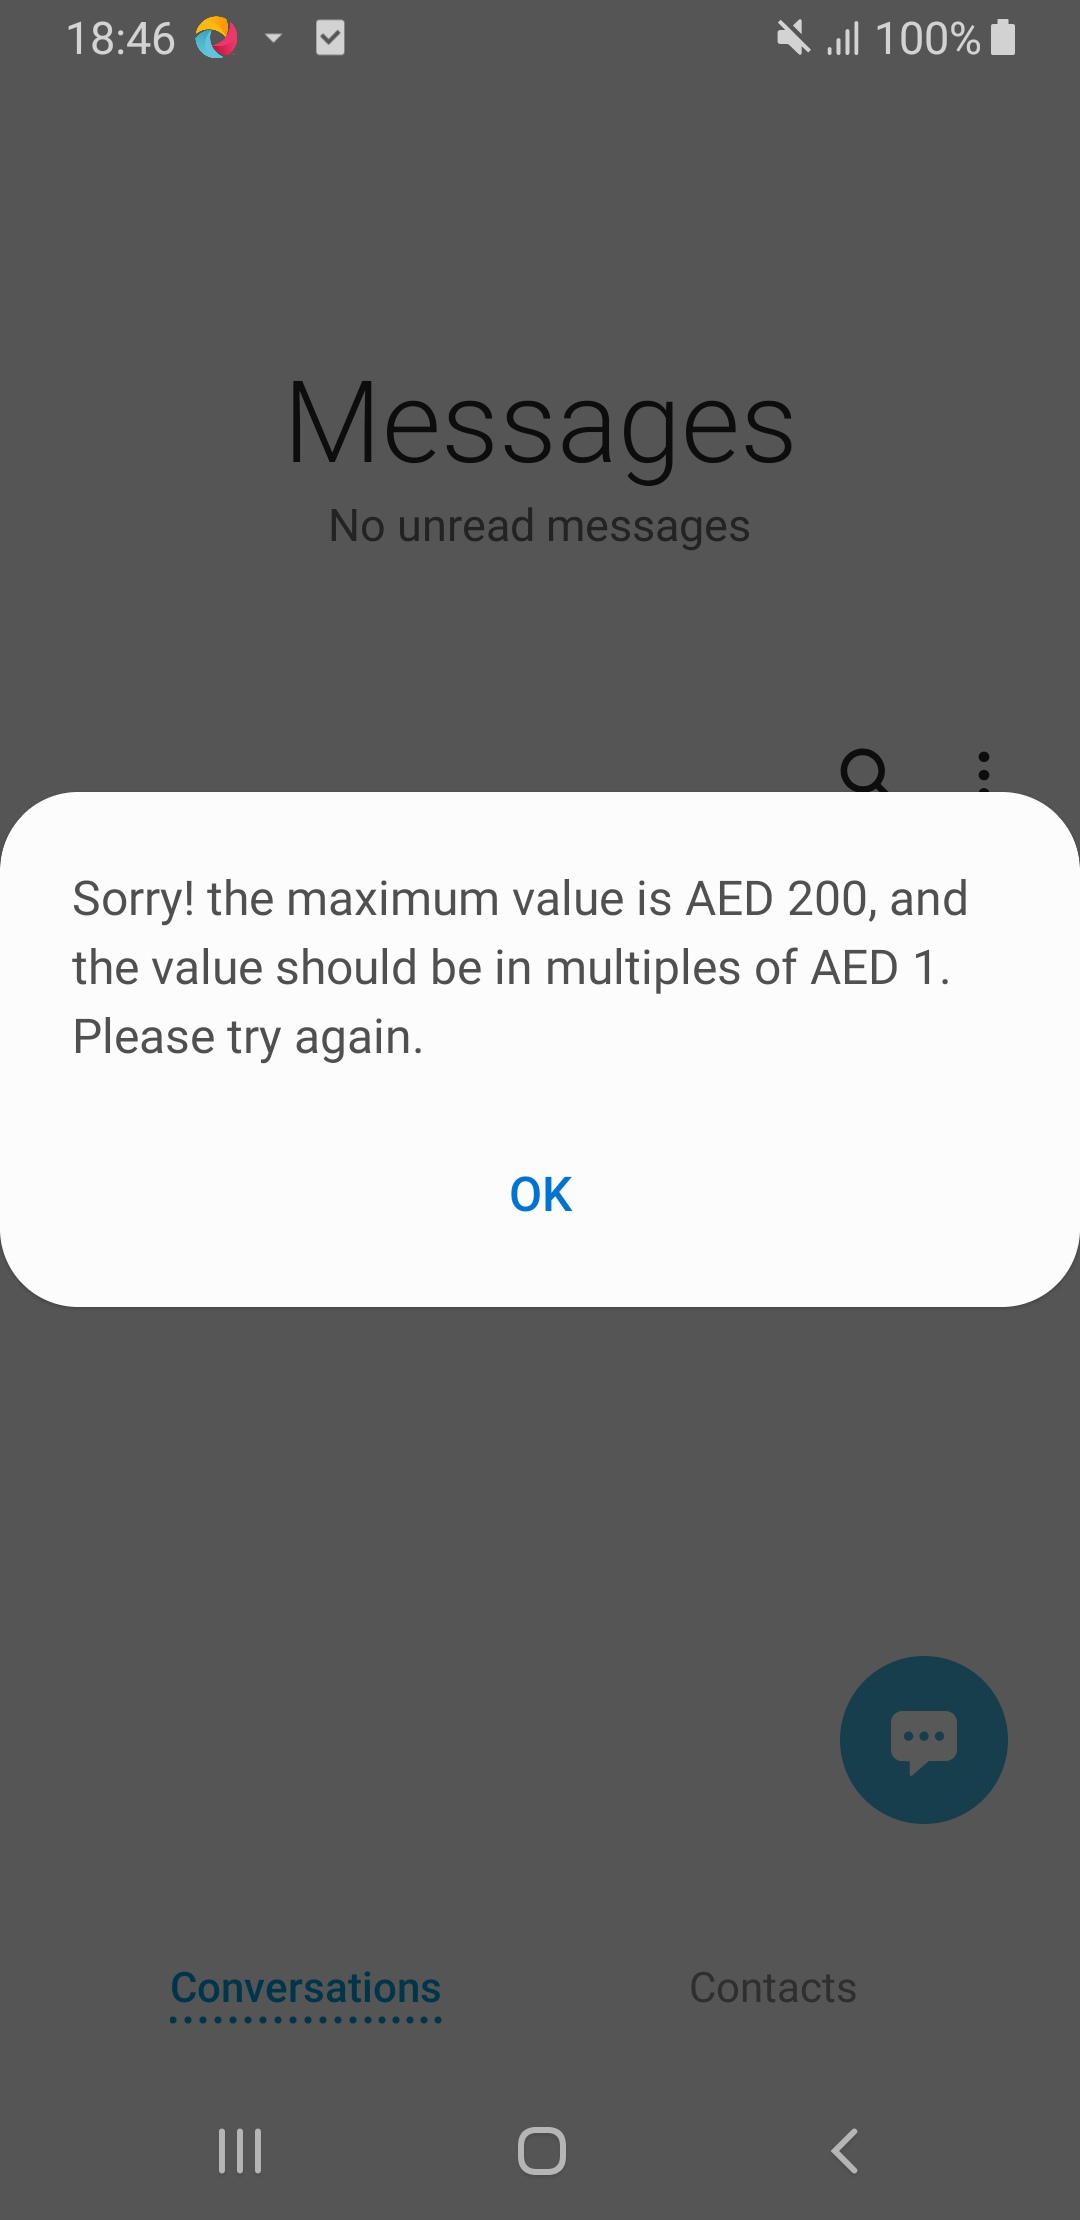 18:46
100%
Messages
No unread messages
Sorry! the maximum value is AED 200, and
the value should be in multiples of AED 1.
Please try again.
OK
Conversations
Contacts